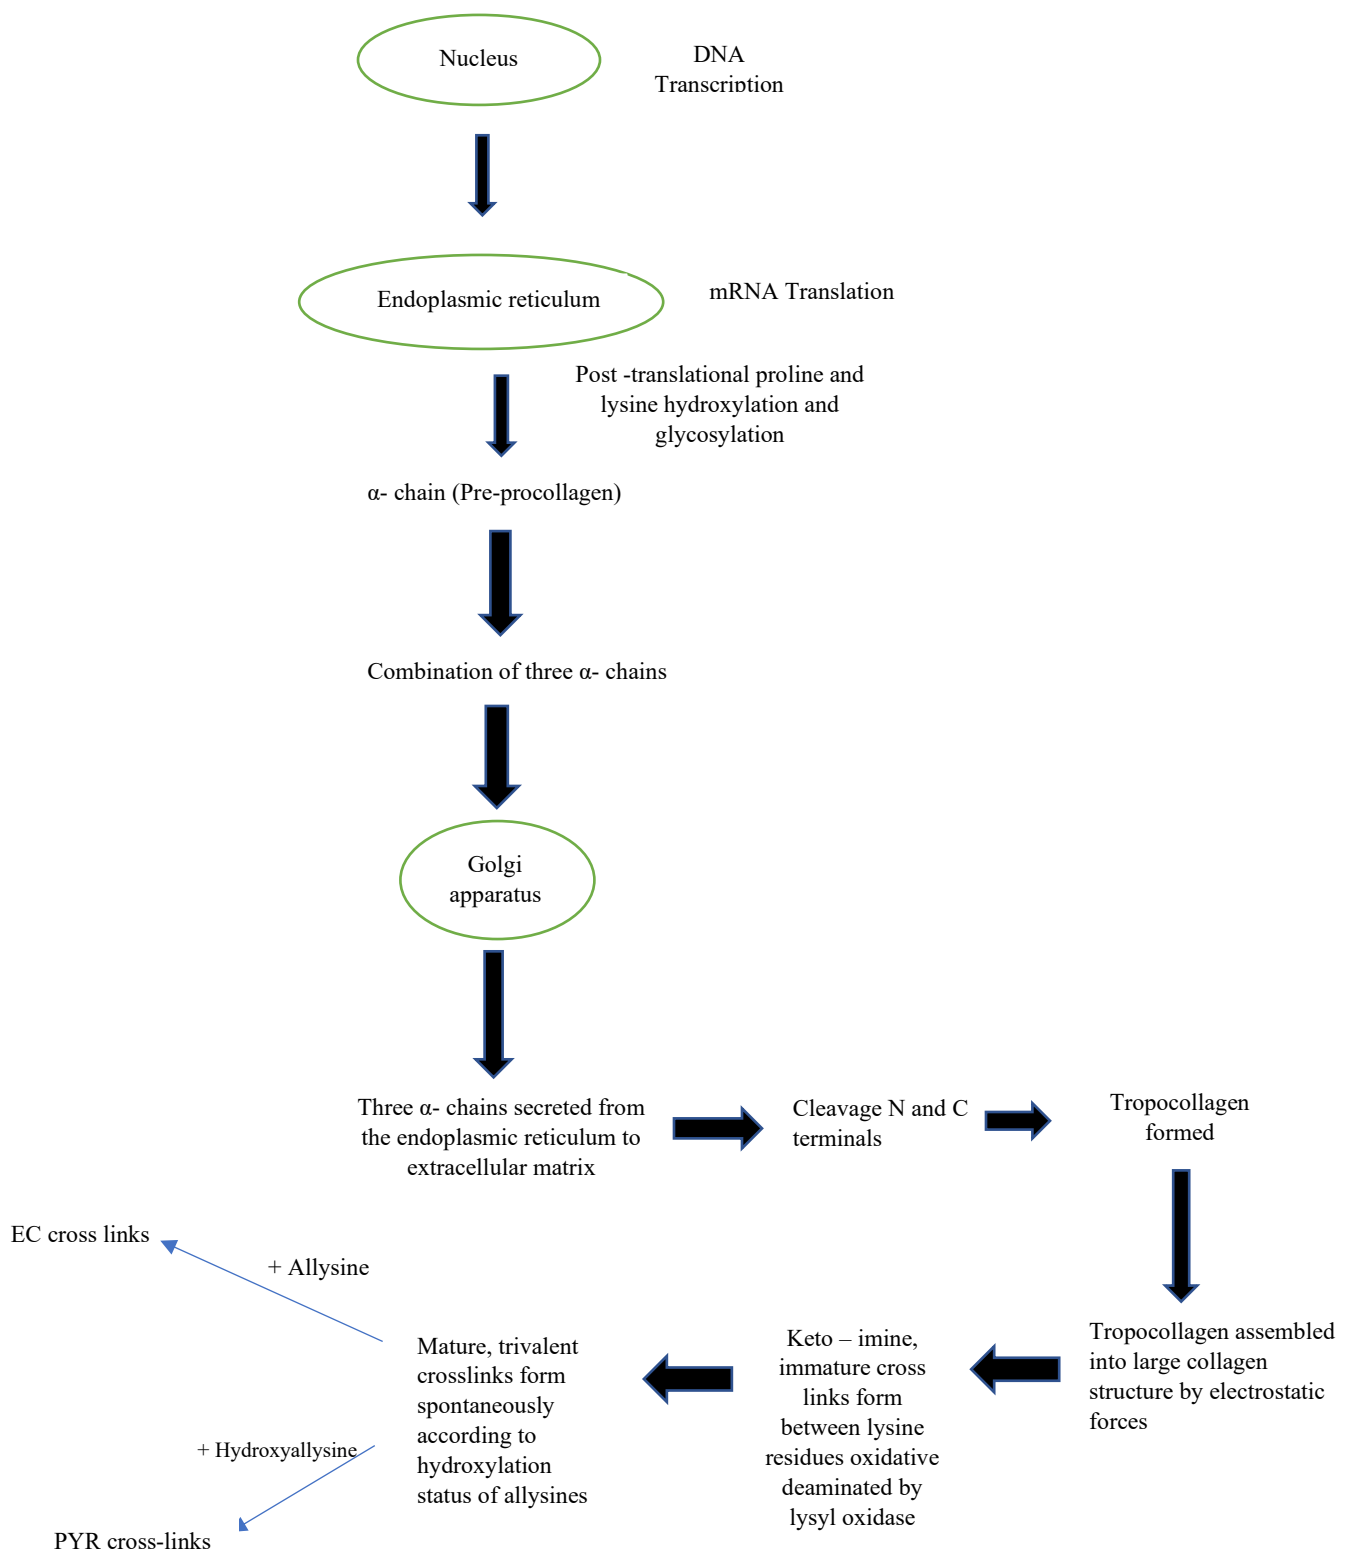 Nucleus
DNA
Transcription
Endoplasmic reticulum
mRNA Translation
Post -translational proline and
lysine hydroxylation and
glycosylation
α- chain (Pre-procollagen)
Combination of three α- chains
Golgi
apparatus
Three α- chains secreted from
the endoplasmic reticulum to
extracellular matrix
Cleavage N and C
terminals
Tropocollagen
formed
Tropocollagen assembled
into large collagen
structure by electrostatic
forces
Keto – imine,
immature cross
links form
between lysine
residues oxidative
deaminated by
lysyl oxidase
Mature, trivalent
crosslinks form
spontaneously
according to
hydroxylation
status of allysines
+ Allysine
EC cross links
+ Hydroxyallysine
PYR cross-links